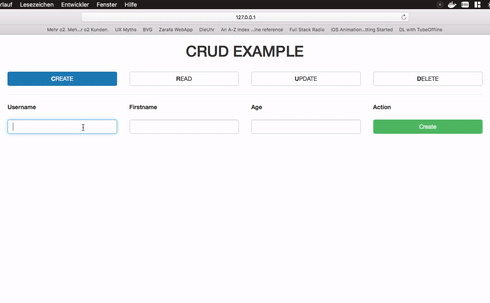 rlauf Lesezeichen Entwickler Fenster Hilfe
127.0.0.1
Mehr o2. Meh...r o2 Kunden. UX Myths BVG Zarafa WebApp DieUhr An A-Z Index ...ine reference Full Stack Radio iOS Animation...tting Started DL with TubeOffline
CRUD EXAMPLE
CREATE READ UPDATE DELETE
Username Firstname Age Action
Create